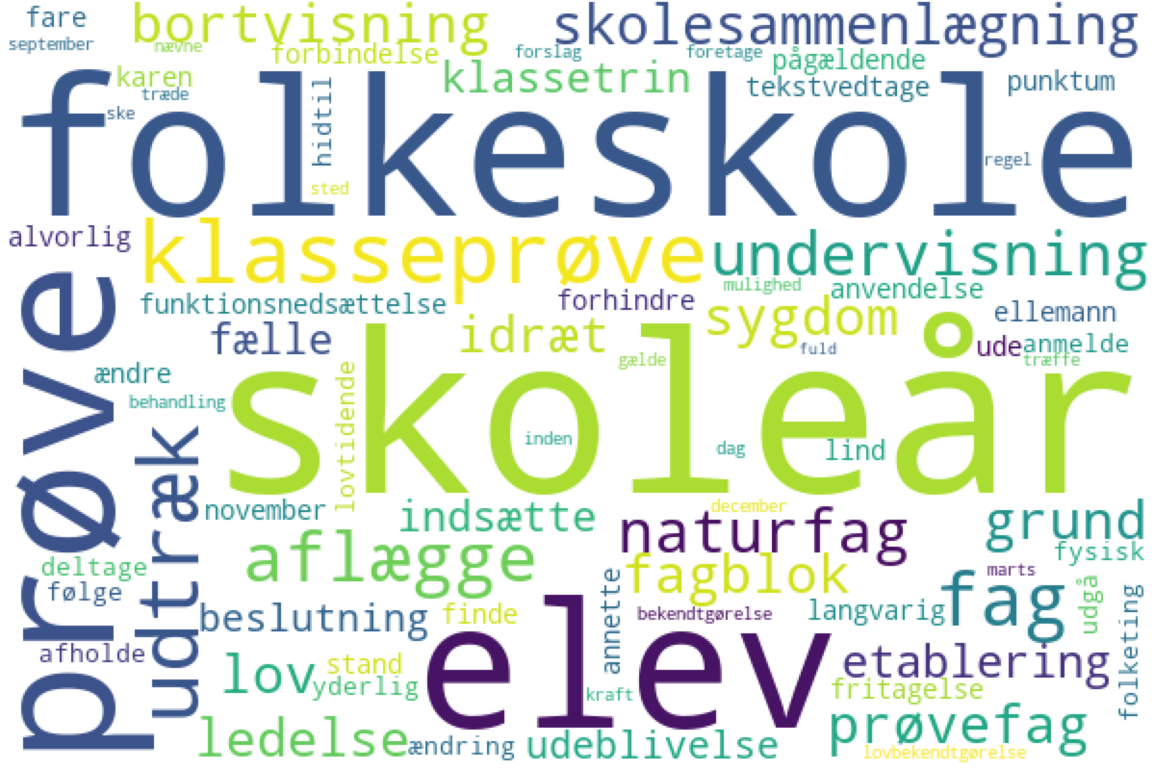 fare
bortvisning
skolesammenlægning
september
nævne
forbindelse
forslag
foretage
pågældende
karen
klassetrin
tekstvedtage
punktum
træde
ske
hidtil
folkeskole
regel
sted
alvorlig
klasseprøve
undervisning
mulighed
anvendelse
funktionsnedsættelse
forhindre
sygdom
ellemann
fælle
idræt
fuld
ude
anmelde
gælde
træffe
ændre
behandling
lovtidende
skoleår
inden
dag
lind
prøve
udtræk
november
indsætte
december
naturfag
grund
fysisk
aflægge
fagblok
deltage
følge
marts
fag
udgå
folketing
beslutning
finde
annette
bekendtgørelse
langvarig
elev
afholde
lov
stand
yderlig
kraft
etablering
fritagelse
ledelse
ændring
udeblivelse
prøvefag
lovbekendtgørelse